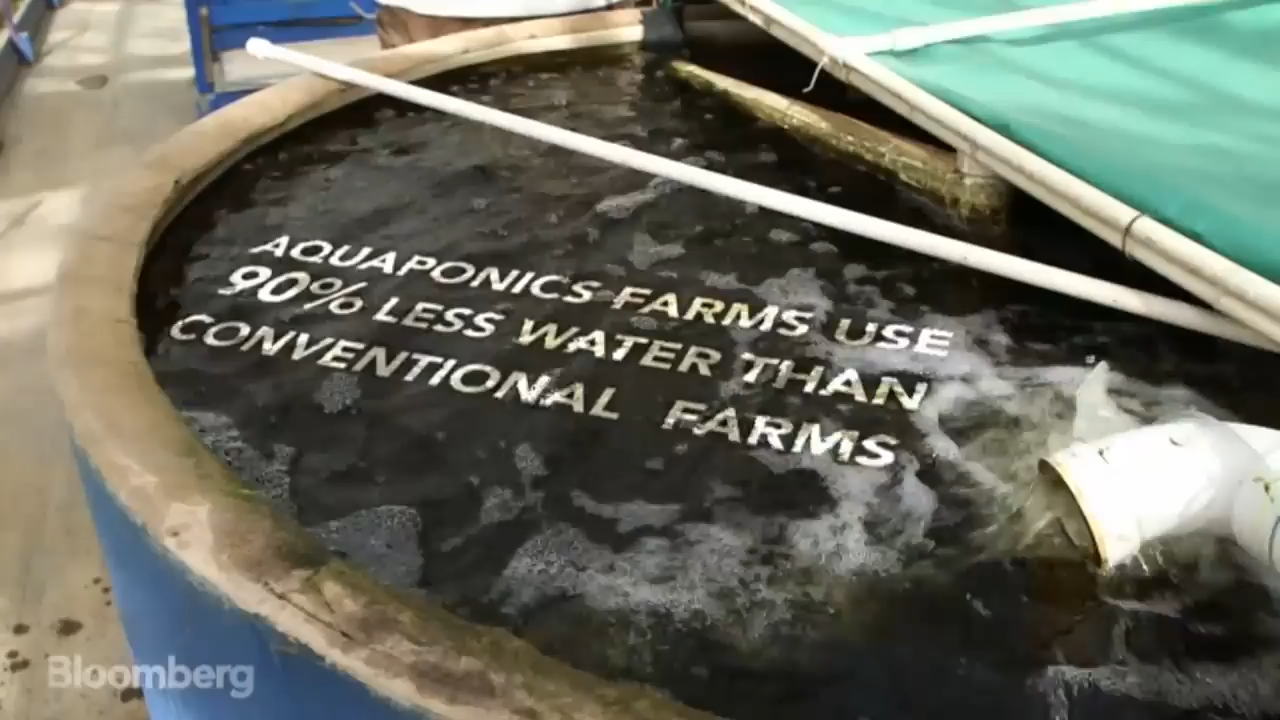 AQUAPONICS FARMS USE
90% LESS WATER THAN
CONVENTIONAL FARMS
Bloomberg